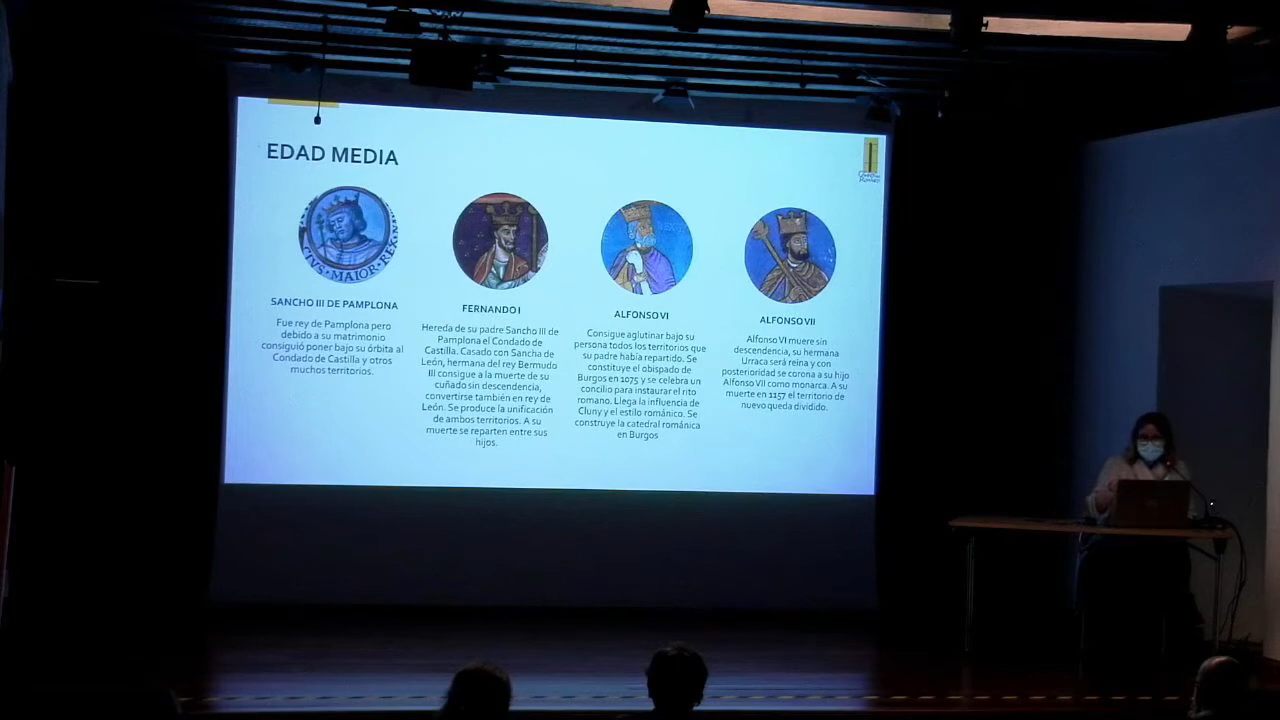 EDAD MEDIA
CIVS·MAIOR·REX·N
SANCHO III DE PAMPLONA
Fue rey de Pamplona pero
debido a su matrimonio
consiguió poner bajo su órbita al
Condado de Castilla y otros
muchos territorios.
FERNANDO I
Hereda de su padre Sancho III de
Pamplona el Condado de
Castilla. Casado con Sancha de
León, hermana del rey Bermudo
III consigue a la muerte de su
cuñado sin descendencia,
convertirse también en rey de
León. Se produce la unificación
de ambos territorios. A su
muerte se reparten entre sus
hijos.
ALFONSO VI
Consigue aglutinar bajo su
persona todos los territorios que
su padre había repartido. Se
constituye el obispado de
Burgos en 1075 y se celebra un
concilio para instaurar el rito
romano. Llega la influencia de
Cluny y el estilo románico. Se
construye la catedral románica
en Burgos
ALFONSO VII
Alfonso VI muere sin
descendencia, su hermana
Urraca será reina y con
posterioridad se corona a su hijo
Alfonso VII como monarca. A su
muerte en 1157 el territorio de
nuevo queda dividido.